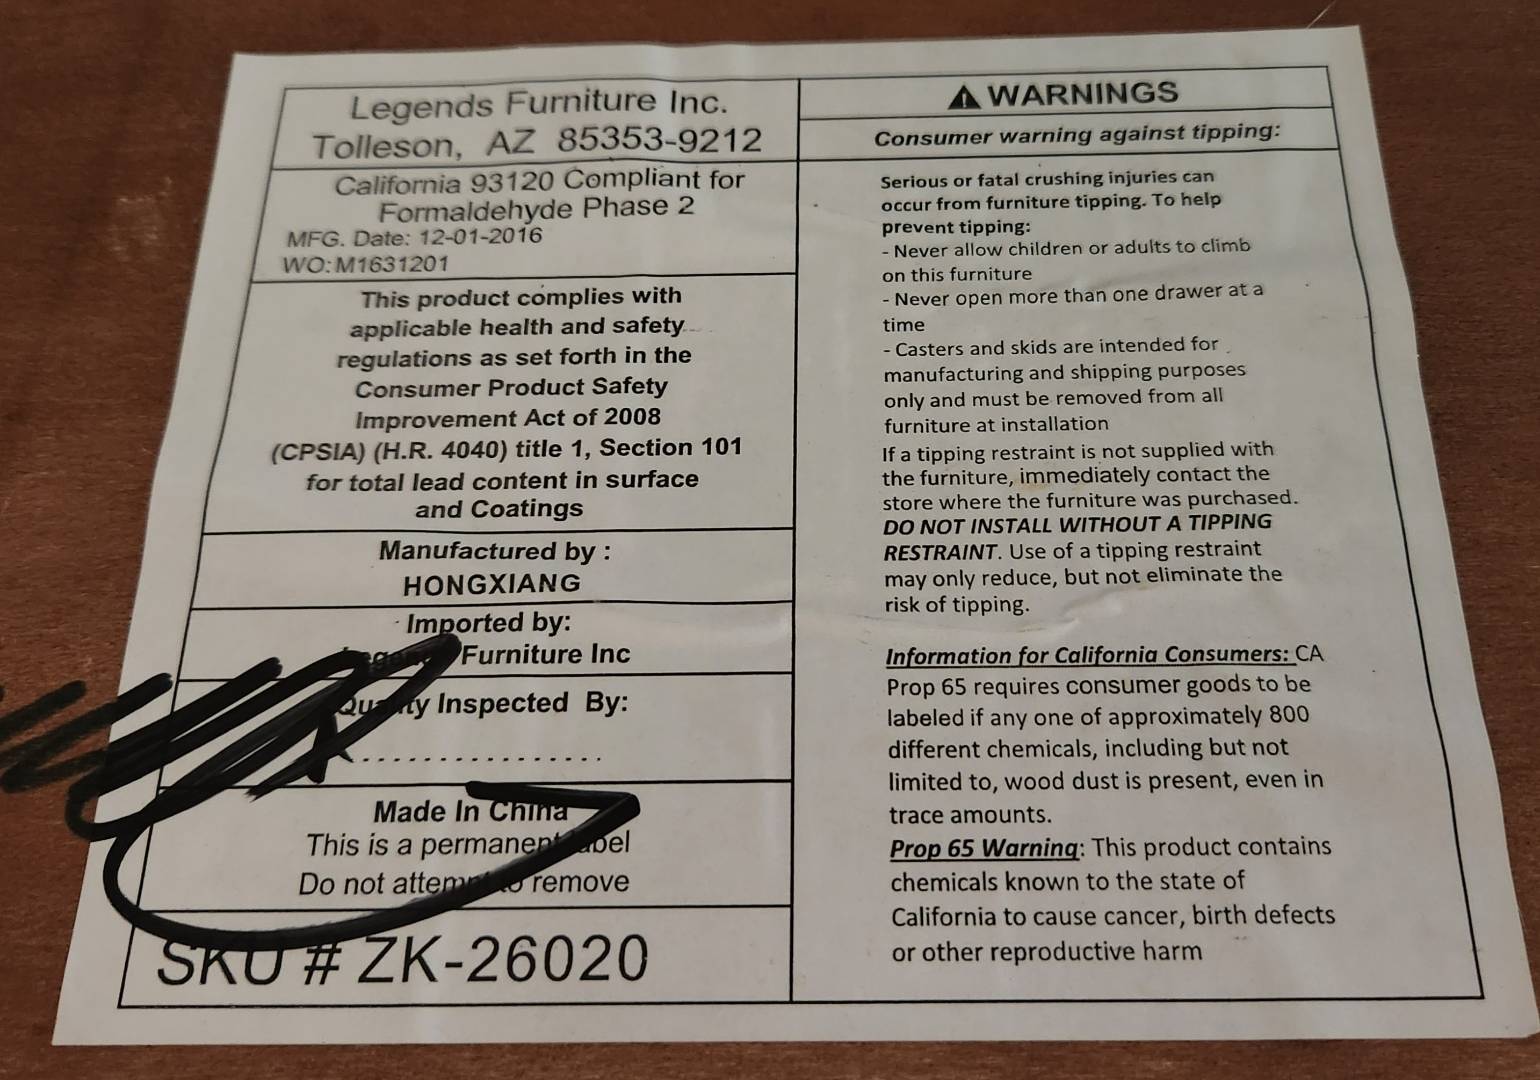 Legends Furniture Inc.
Tolleson, AZ 85353-9212
California 93120 Compliant for
Formaldehyde Phase 2
MFG. Date: 12-01-2016
WO:M1631201
This product complies with
applicable health and safety
regulations as set forth in the
Consumer Product Safety
Improvement Act of 2008
(CPSIA) (H.R. 4040) title 1, Section 101
for total lead content in surface
and Coatings
Manufactured by :
HONGXIANG
Imported by:
Furniture Inc
Quality Inspected By:
.................
Made In China
This is a permanent label
Do not attempt to remove
SKU # ZK-26020
⚠ WARNINGS
Consumer warning against tipping:
Serious or fatal crushing injuries can
occur from furniture tipping. To help
prevent tipping:
- Never allow children or adults to climb
on this furniture
- Never open more than one drawer at a
time
- Casters and skids are intended for
manufacturing and shipping purposes
only and must be removed from all
furniture at installation
If a tipping restraint is not supplied with
the furniture, immediately contact the
store where the furniture was purchased.
DO NOT INSTALL WITHOUT A TIPPING
RESTRAINT. Use of a tipping restraint
may only reduce, but not eliminate the
risk of tipping.
Information for California Consumers: CA
Prop 65 requires consumer goods to be
labeled if any one of approximately 800
different chemicals, including but not
limited to, wood dust is present, even in
trace amounts.
Prop 65 Warning: This product contains
chemicals known to the state of
California to cause cancer, birth defects
or other reproductive harm